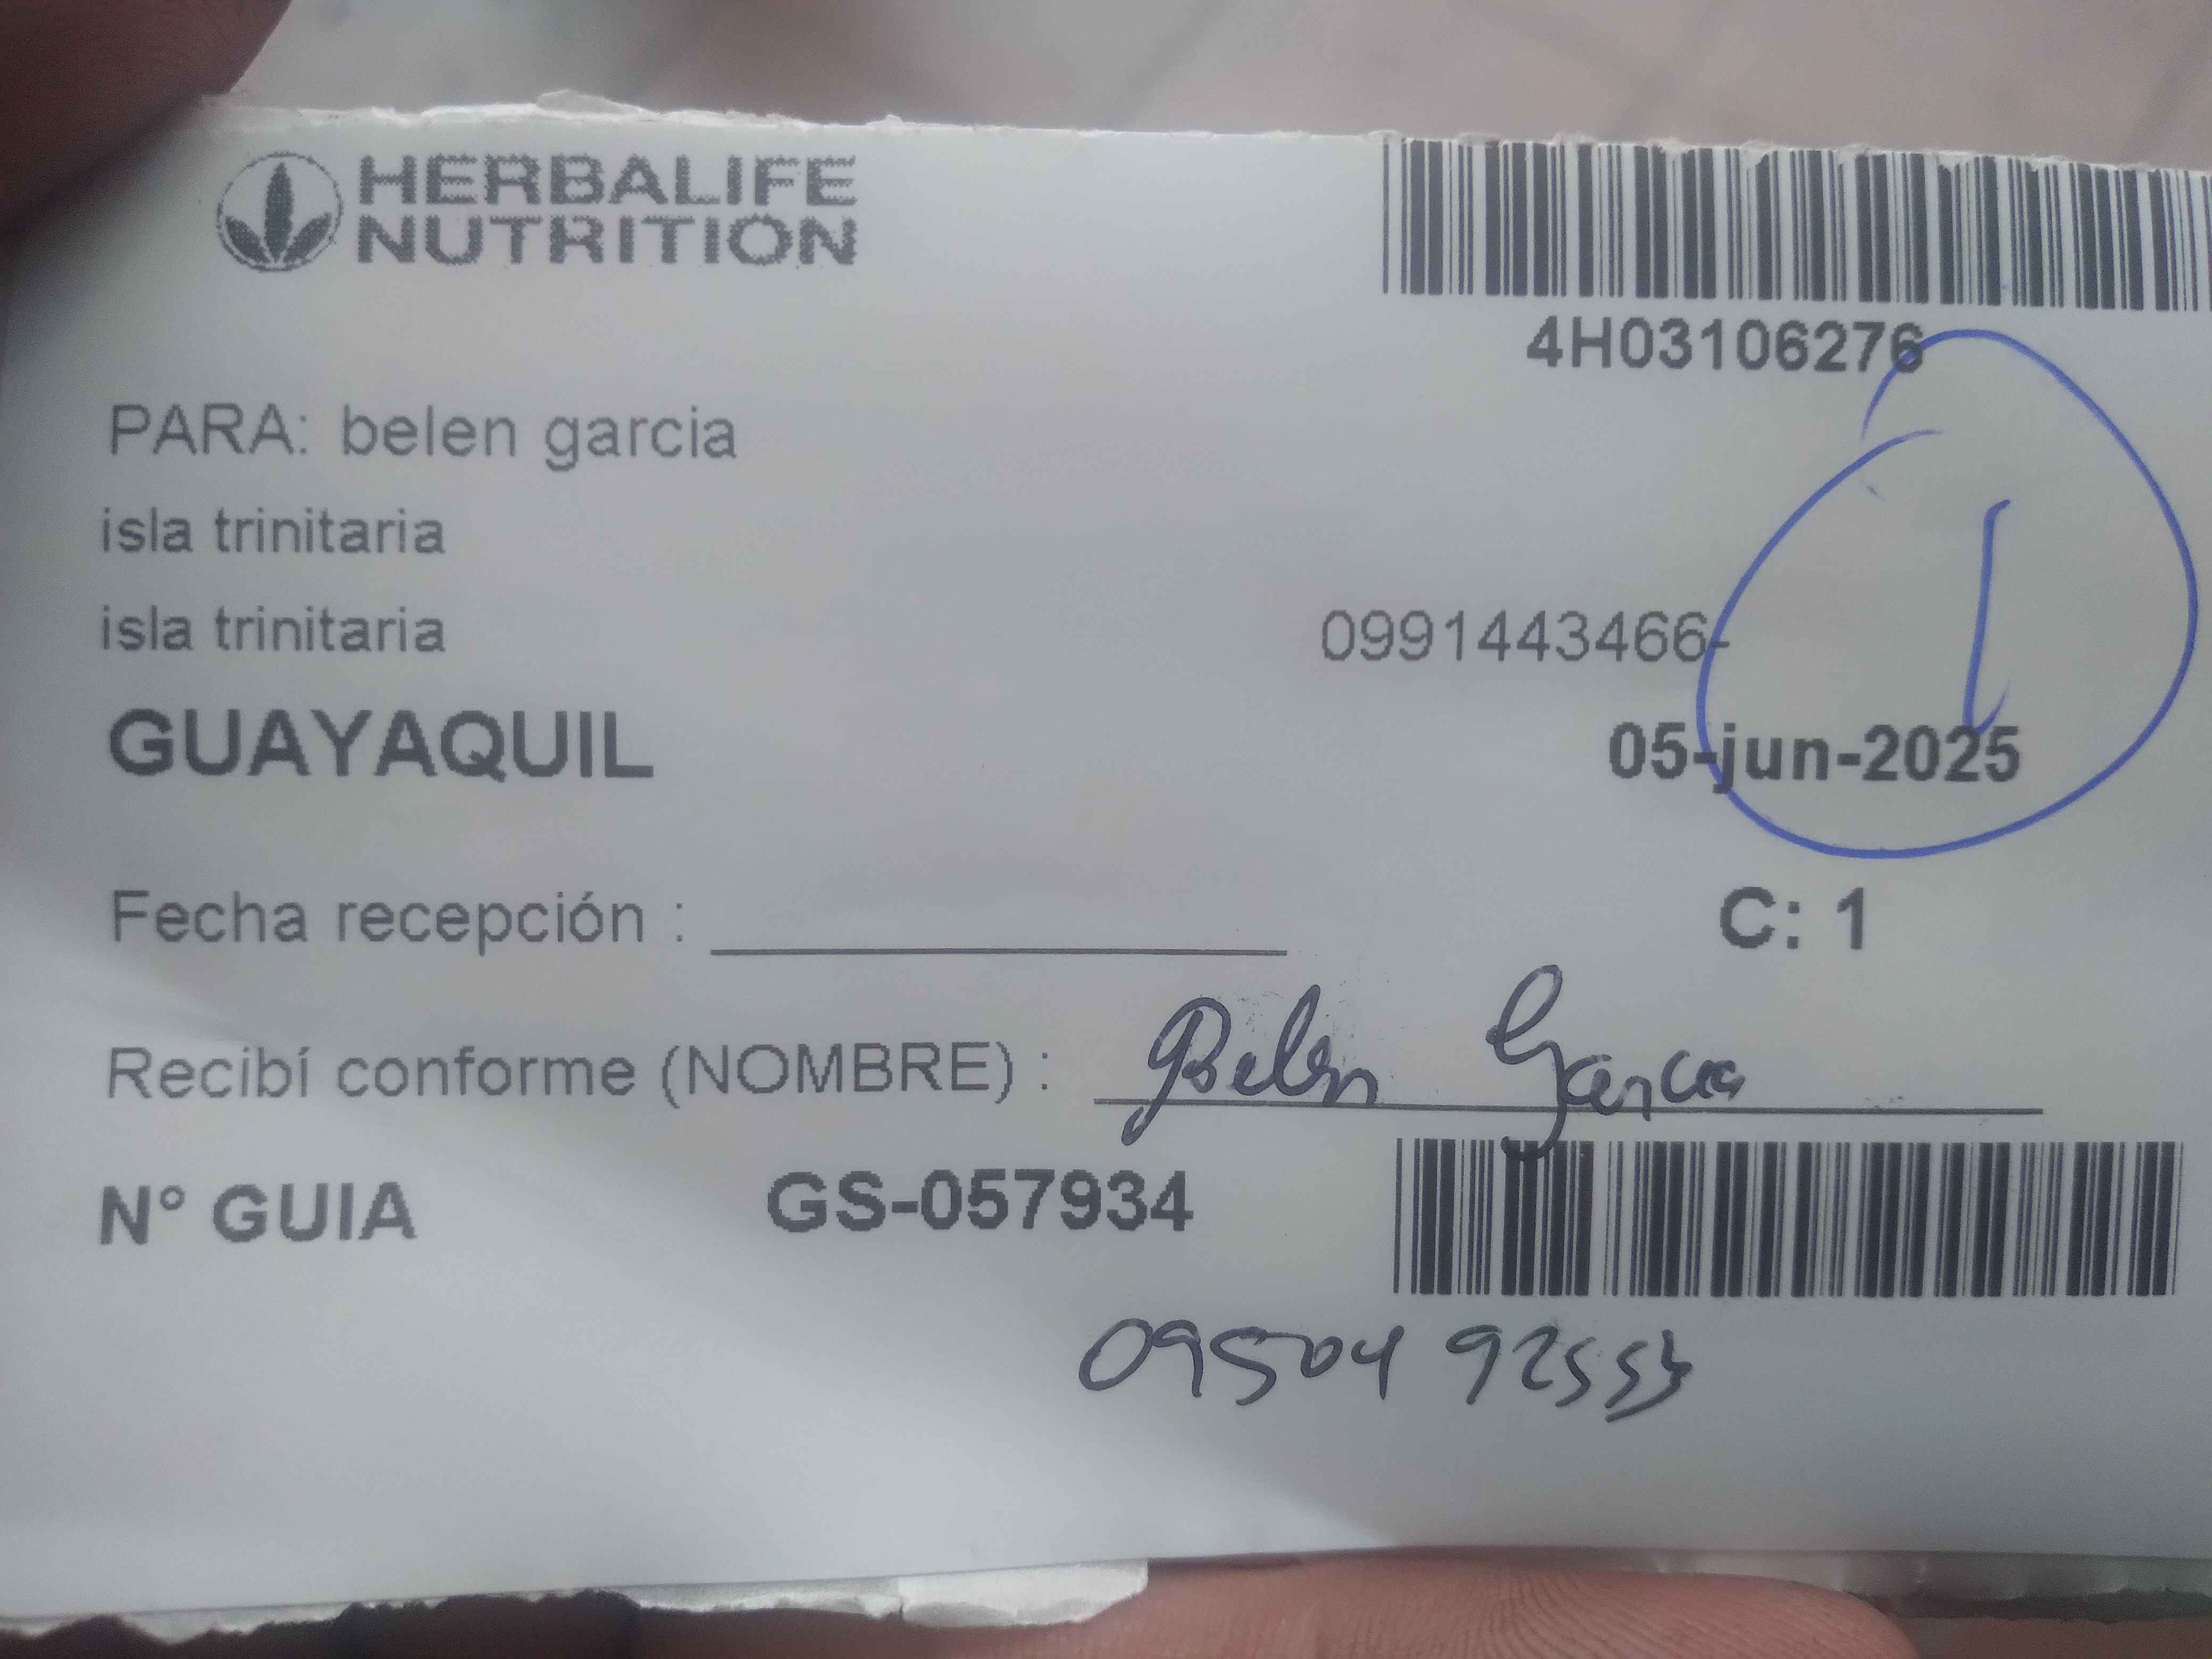 HERBALIFE
NUTRITION
4H03106276
PARA: belen garcia
isla trinitaria
isla trinitaria
0991443466-
1
GUAYAQUIL
05-jun-2025
Fecha recepción :
C: 1
Recibí conforme (NOMBRE) : Belen Garcia
N° GUIA GS-057934